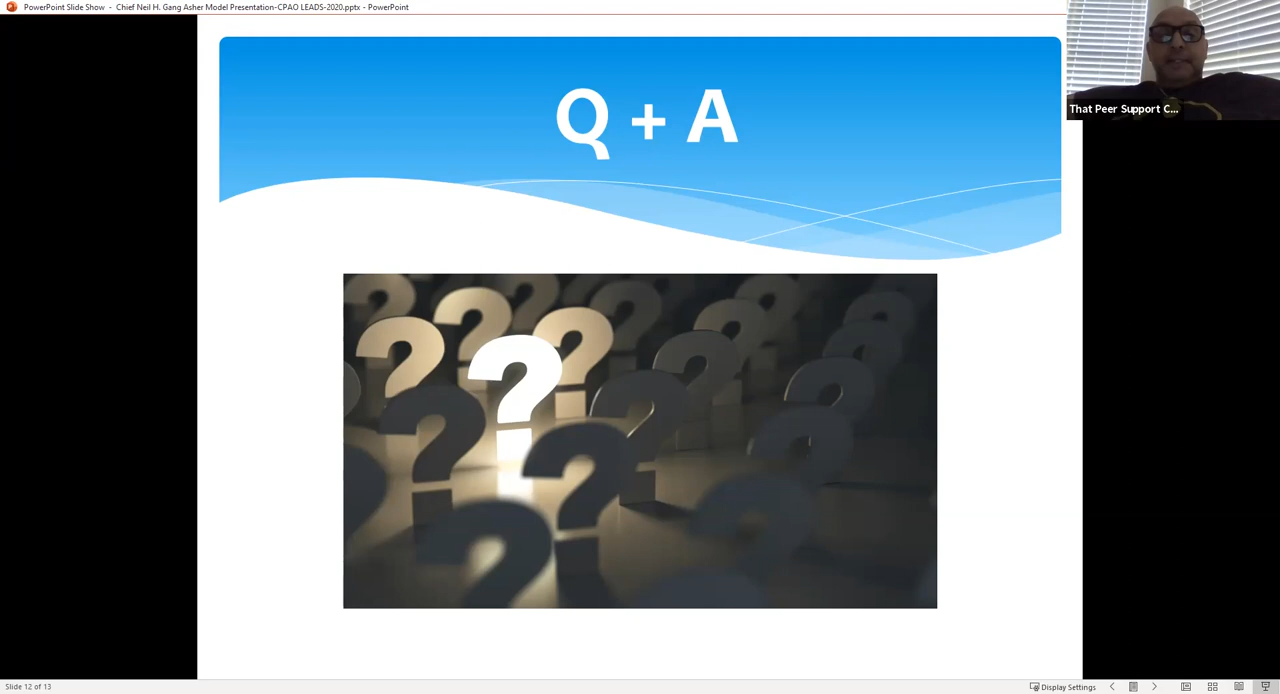 PowerPoint Slide Show - Chief Neil H. Gang Asher Model Presentation-CPAO LEADS-2020.pptx - PowerPoint
Q + A
That Peer Support C...
? ? ? ? ? ? ? ? ? ? ? ? ? ? ? ? ? ? ?
Slide 12 of 13
Display Settings